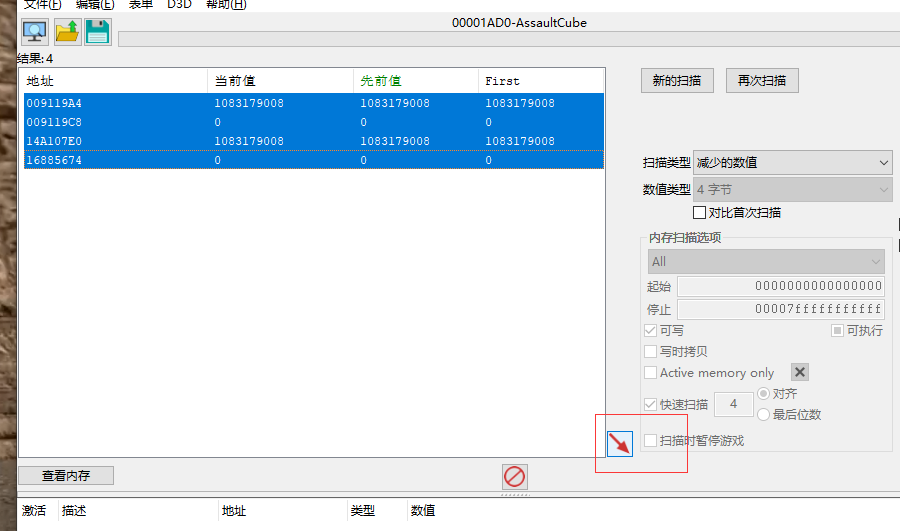 文件(F) 编辑(E) 表单 D3D 帮助(H)
00001AD0-AssaultCube
结果: 4
地址 当前值 先前值 First
009119A4 1083179008 1083179008 1083179008
009119C8 0 0 0
14A107E0 1083179008 1083179008 1083179008
16885674 0 0 0
新的扫描 再次扫描
扫描类型 减少的数值
数值类型 4 字节
对比首次扫描
内存扫描选项
All
起始 0000000000000000
停止 00007fffffffffff
可写 可执行
写时拷贝
Active memory only
快速扫描 4 对齐
最后位数
扫描时暂停游戏
查看内存
激活 描述 地址 类型 数值